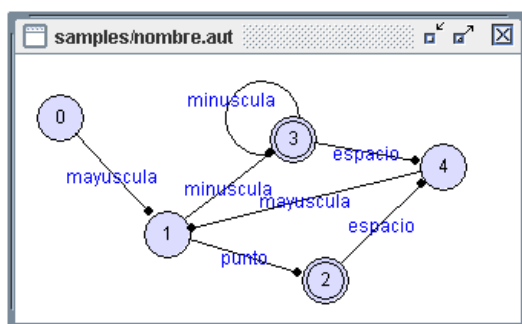 samples/nombre.aut
minuscula
0
3
espacio
4
mayuscula
minuscula
mayuscula
1
espacio
punto
2